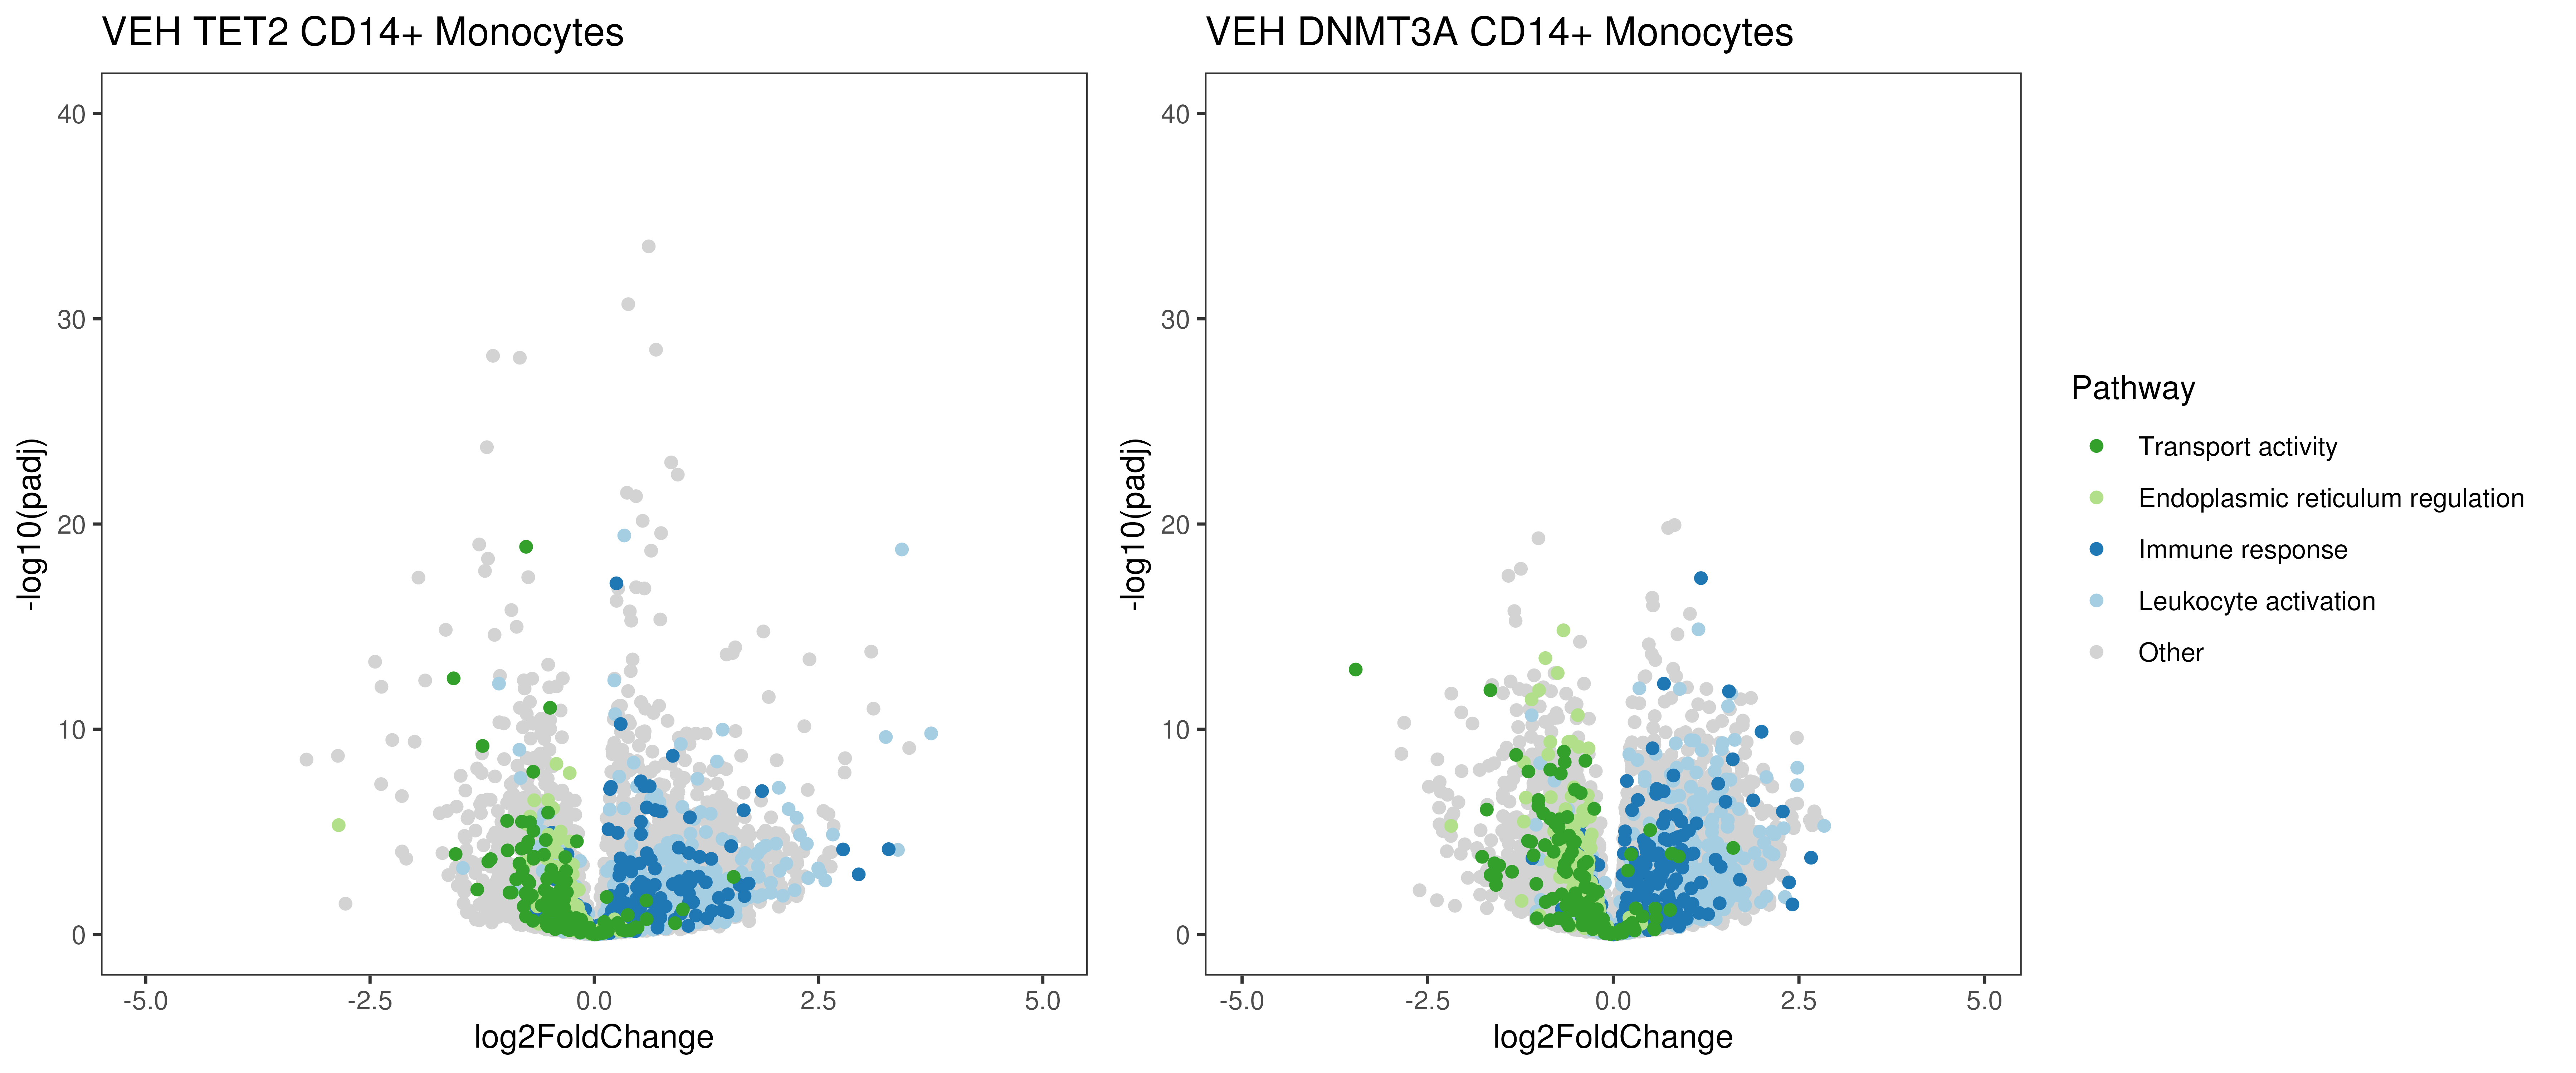 VEH TET2 CD14+ Monocytes
40
30
20
10
0
-log10(padj)
-5.0 -2.5 0.0 2.5 5.0
log2FoldChange
VEH DNMT3A CD14+ Monocytes
40
30
20
10
0
-log10(padj)
-5.0 -2.5 0.0 2.5 5.0
log2FoldChange
Pathway
Transport activity
Endoplasmic reticulum regulation
Immune response
Leukocyte activation
Other